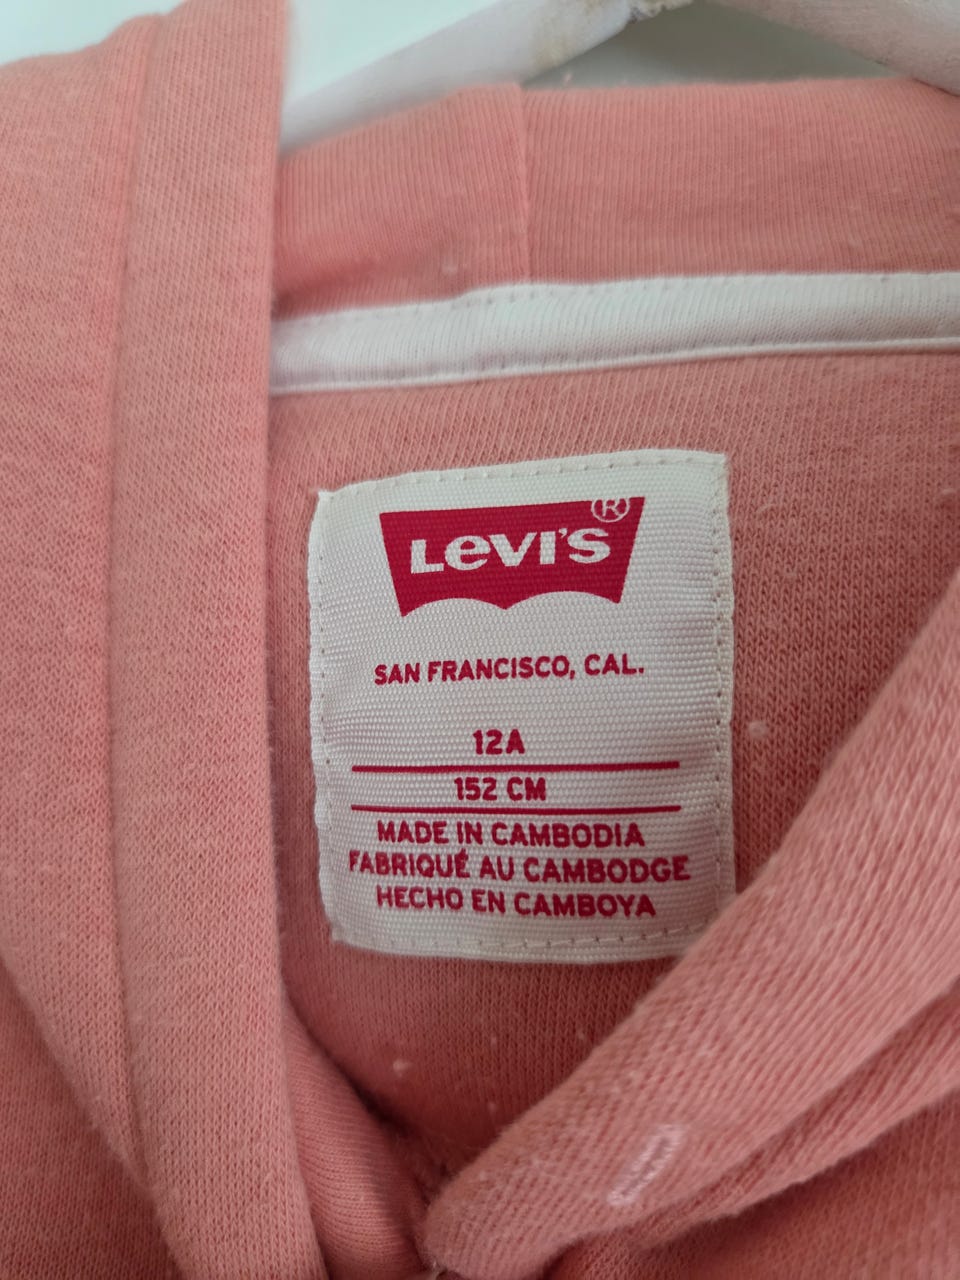 Levi's ®
SAN FRANCISCO, CAL.
12A
152 CM
MADE IN CAMBODIA
FABRIQUÉ AU CAMBODGE
HECHO EN CAMBOYA